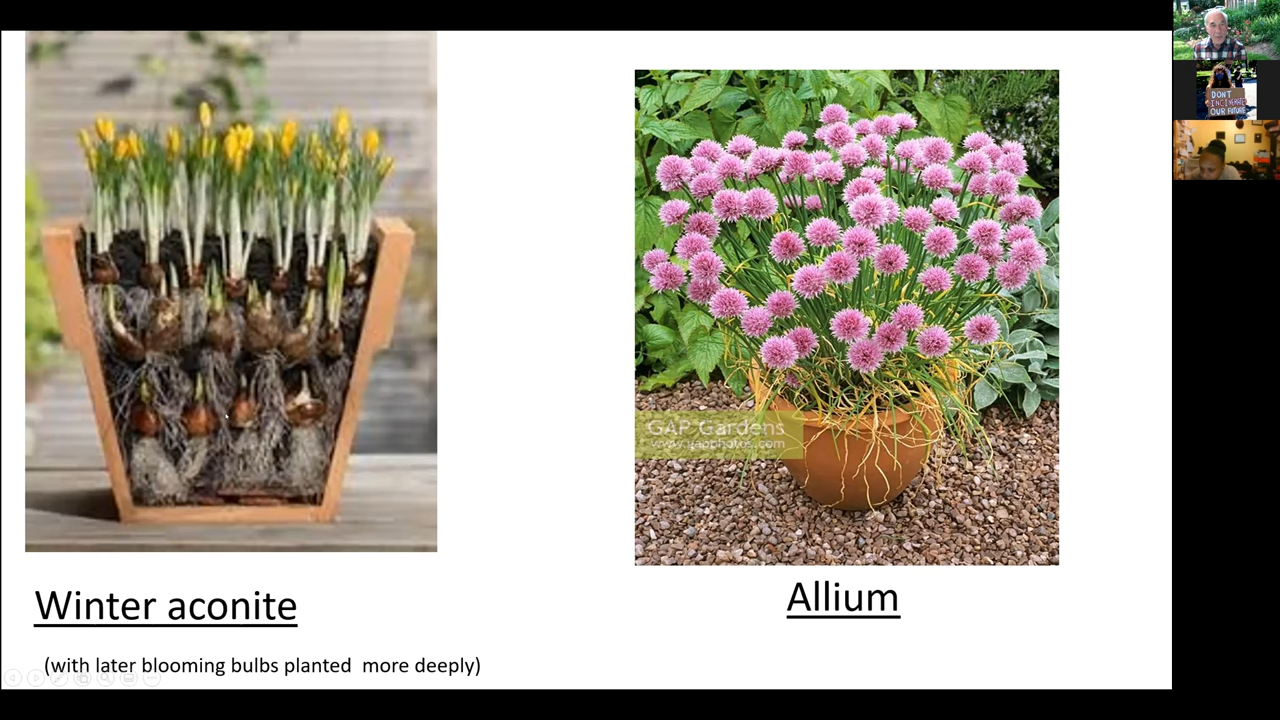 GAP Gardens
www.gapphotos.com
Winter aconite
Allium
(with later blooming bulbs planted  more deeply)
DON'T
INCINERATE
OUR FUTURE